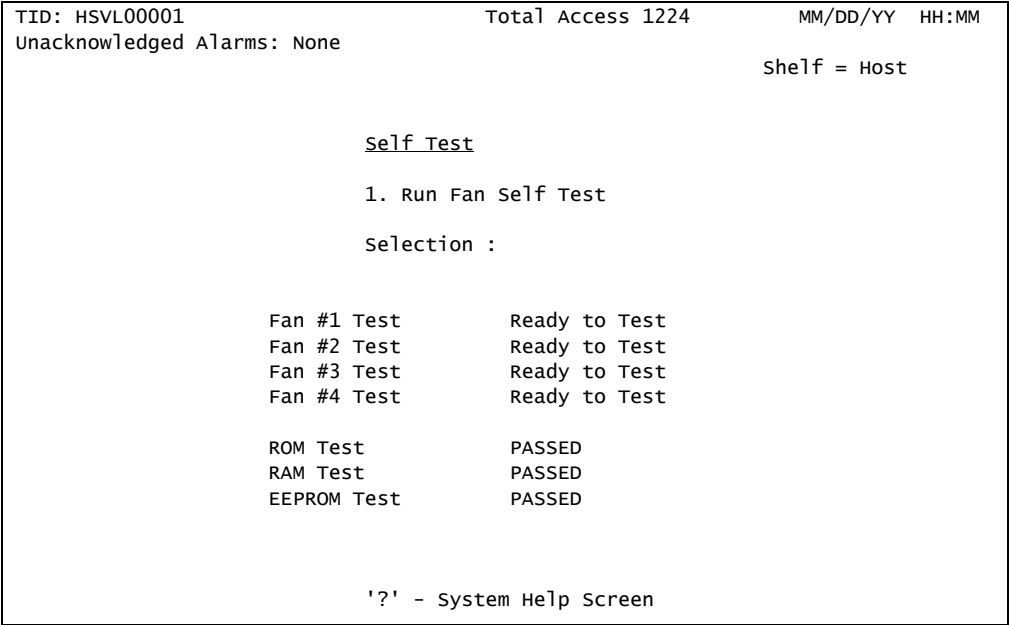 TID: HSVL00001 Total Access 1224 MM/DD/YY HH:MM
Unacknowledged Alarms: None
Shelf = Host
Self Test
1. Run Fan Self Test
Selection :
Fan #1 Test Ready to Test
Fan #2 Test Ready to Test
Fan #3 Test Ready to Test
Fan #4 Test Ready to Test
ROM Test PASSED
RAM Test PASSED
EEPROM Test PASSED
'?' – System Help Screen